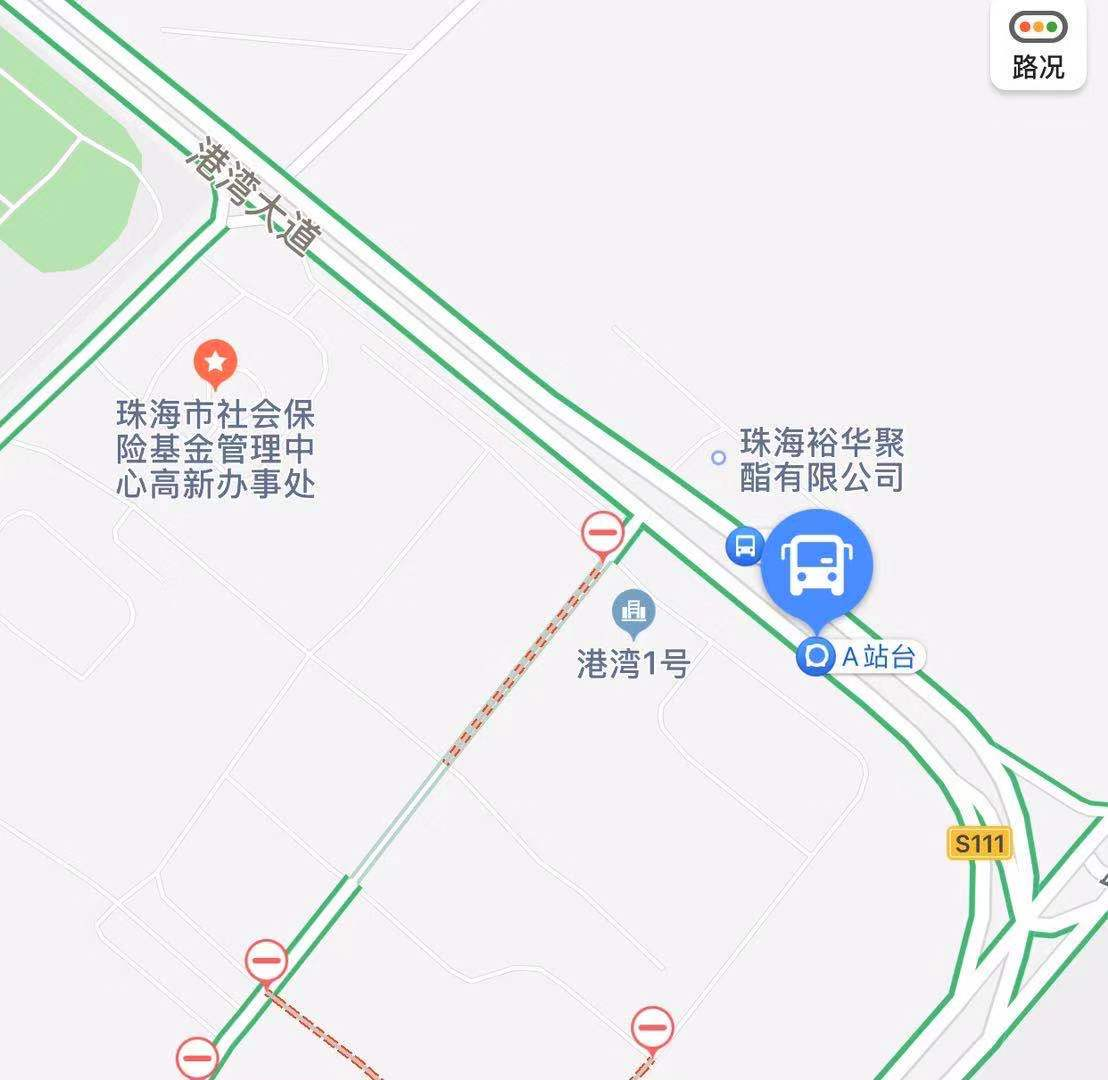 路况
港湾大道
珠海市社会保
险基金管理中
心高新办事处
珠海裕华聚
酯有限公司
港湾1号
A站台
S111